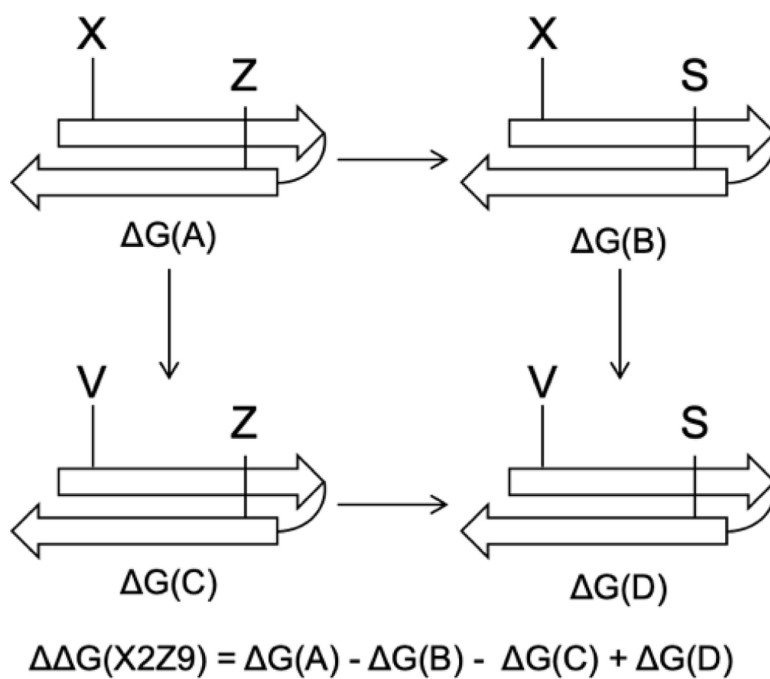 X X
Z S
ΔG(A) ΔG(B)
V V
Z S
ΔG(C) ΔG(D)
ΔΔG(X2Z9) = ΔG(A) - ΔG(B) - ΔG(C) + ΔG(D)